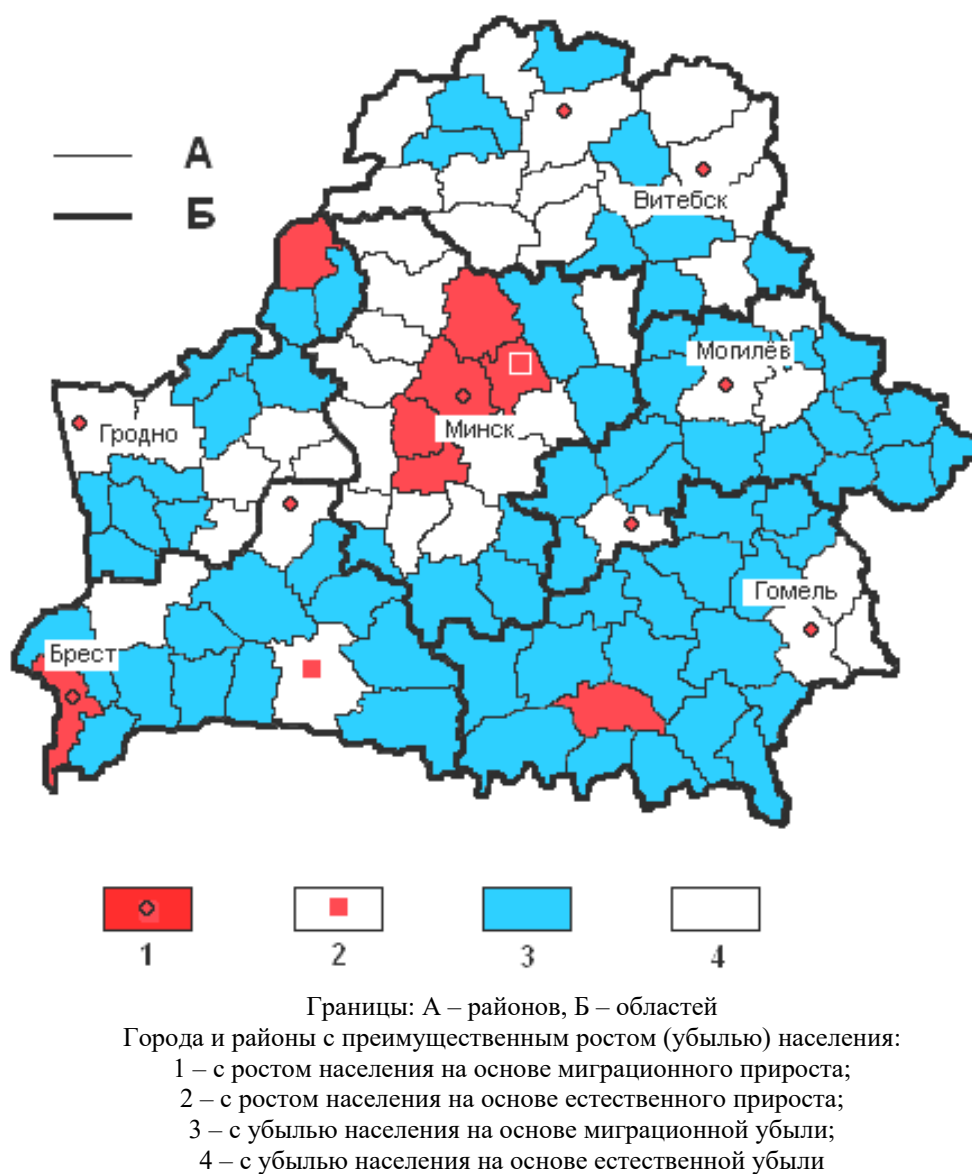 А
Б
Витебск
Могилёв
Гродно
Минск
Гомель
Брест
1
2
3
4
Границы: А – районов, Б – областей
Города и районы с преимущественным ростом (убылью) населения:
1 – с ростом населения на основе миграционного прироста;
2 – с ростом населения на основе естественного прироста;
3 – с убылью населения на основе миграционной убыли;
4 – с убылью населения на основе естественной убыли